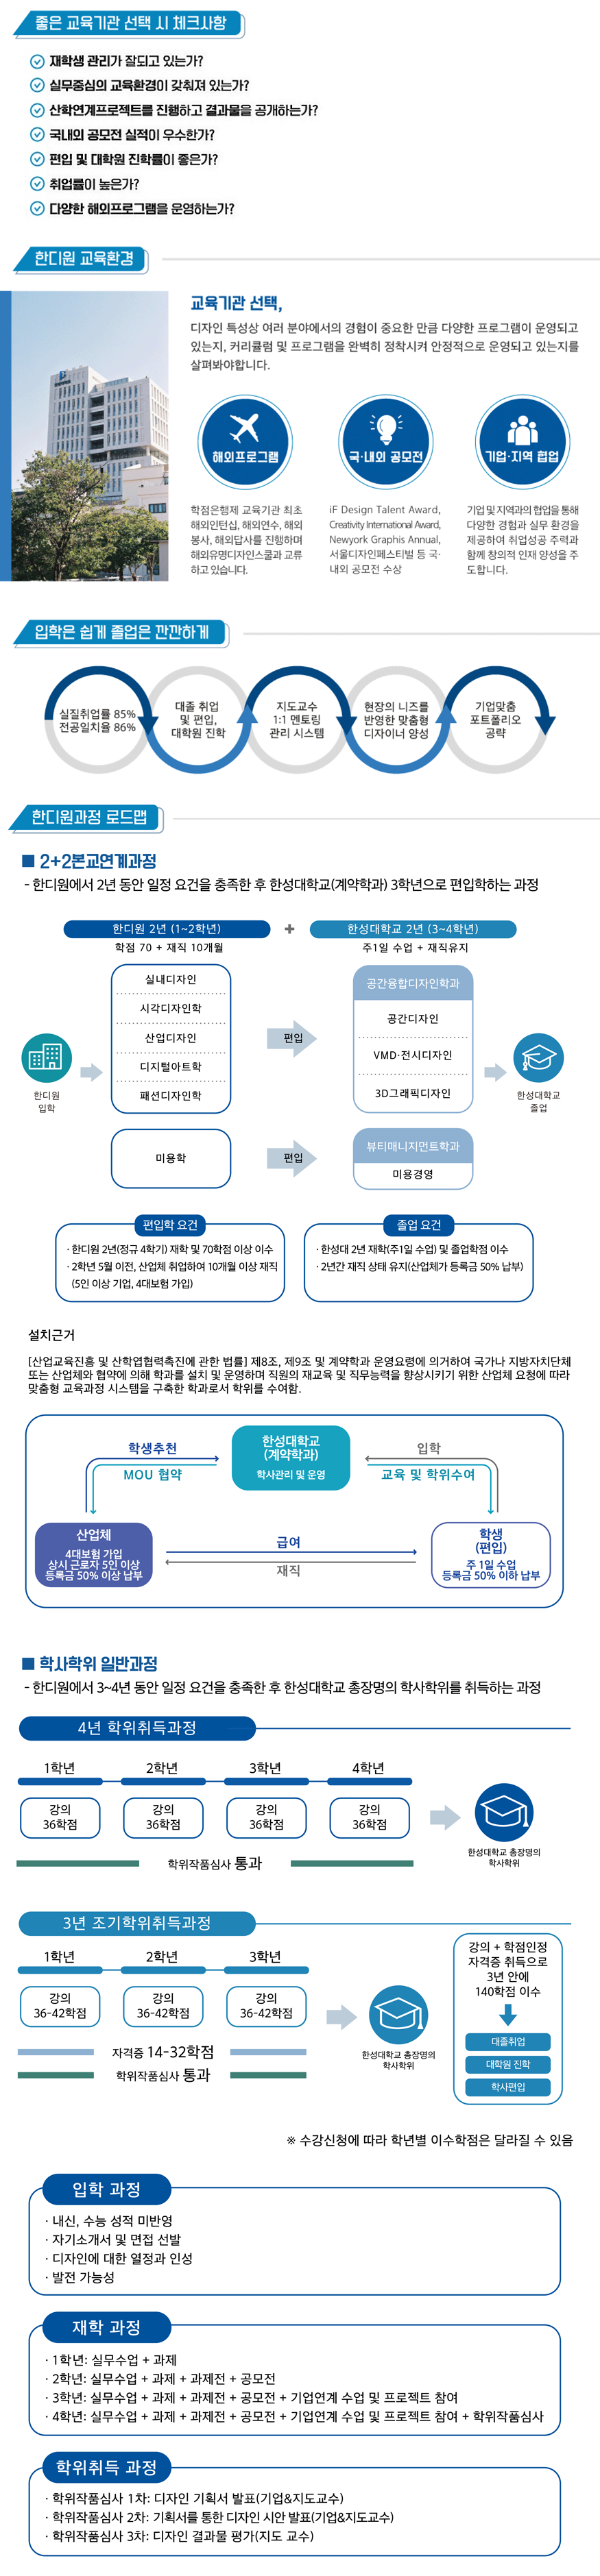 좋은 교육기관 선택 시 체크사항
재학생 관리가 잘되고 있는가?
실무중심의 교육환경이 갖춰져 있는가?
산학연계프로젝트를 진행하고 결과물을 공개하는가?
국내외 공모전 실적이 우수한가?
편입 및 대학원 진학률이 좋은가?
취업률이 높은가?
다양한 해외프로그램을 운영하는가?
한디원 교육환경
교육기관 선택,
디자인 특성상 여러 분야에서의 경험이 중요한 만큼 다양한 프로그램이 운영되고
있는지, 커리큘럼 및 프로그램을 완벽히 정착시켜 안정적으로 운영되고 있는지를
살펴봐야합니다.
해외프로그램
학점은행제 교육기관 최초
해외인턴십, 해외연수, 해외
봉사, 해외답사를 진행하며
해외유명디자인스쿨과 교류
하고 있습니다.
국·내외 공모전
iF Design Talent Award,
Creativity International Award,
Newyork Graphis Annual,
서울디자인페스티벌 등 국·
내외 공모전 수상
기업·지역 협업
기업 및 지역과의 협업을 통해
다양한 경험과 실무 환경을
제공하여 취업성공 주력과
함께 창의적 인재 양성을 주
도합니다.
입학은 쉽게 졸업은 깐깐하게
실질취업률 85%
전공일치율 86%
대졸 취업
및 편입,
대학원 진학
지도교수
1:1 멘토링
관리 시스템
현장의 니즈를
반영한 맞춤형
디자이너 양성
기업맞춤
포트폴리오
공략
한디원과정 로드맵
■ 2+2본교연계과정
- 한디원에서 2년 동안 일정 요건을 충족한 후 한성대학교(계약학과) 3학년으로 편입학하는 과정
한디원 2년 (1~2학년)
+
한성대학교 2년 (3~4학년)
학점 70 + 재직 10개월
주1일 수업 + 재직유지
한디원
입학
실내디자인
시각디자인학
산업디자인
디지털아트학
패션디자인학
편입
공간융합디자인학과
공간디자인
VMD·전시디자인
3D그래픽디자인
한성대학교
졸업
미용학
편입
뷰티매니지먼트학과
미용경영
편입학 요건
· 한디원 2년(정규 4학기) 재학 및 70학점 이상 이수
· 2학년 5월 이전, 산업체 취업하여 10개월 이상 재직
(5인 이상 기업, 4대보험 가입)
졸업 요건
· 한성대 2년 재학(주1일 수업) 및 졸업학점 이수
· 2년간 재직 상태 유지(산업체가 등록금 50% 납부)
설치근거
[산업교육진흥 및 산학업협력촉진에 관한 법률] 제8조, 제9조 및 계약학과 운영요령에 의거하여 국가나 지방자치단체
또는 산업체와 협약에 의해 학과를 설치 및 운영하며 직원의 재교육 및 직무능력을 향상시키기 위한 산업체 요청에 따라
맞춤형 교육과정 시스템을 구축한 학과로서 학위를 수여함.
학생추천
MOU 협약
한성대학교
(계약학과)
학사관리 및 운영
입학
교육 및 학위수여
산업체
4대보험 가입
상시 근로자 5인 이상
등록금 50% 이상 납부
급여
재직
학생
(편입)
주 1일 수업
등록금 50% 이하 납부
■ 학사학위 일반과정
- 한디원에서 3~4년 동안 일정 요건을 충족한 후 한성대학교 총장명의 학사학위를 취득하는 과정
4년 학위취득과정
1학년
2학년
3학년
4학년
강의
36학점
강의
36학점
강의
36학점
강의
36학점
학위작품심사 통과
한성대학교 총장명의
학사학위
3년 조기학위취득과정
1학년
2학년
3학년
강의
36-42학점
강의
36-42학점
강의
36-42학점
자격증 14-32학점
학위작품심사 통과
한성대학교 총장명의
학사학위
강의 + 학점인정
자격증 취득으로
3년 안에
140학점 이수
대졸취업
대학원 진학
학사편입
※ 수강신청에 따라 학년별 이수학점은 달라질 수 있음
입학 과정
· 내신, 수능 성적 미반영
· 자기소개서 및 면접 선발
· 디자인에 대한 열정과 인성
· 발전 가능성
재학 과정
· 1학년: 실무수업 + 과제
· 2학년: 실무수업 + 과제 + 과제전 + 공모전
· 3학년: 실무수업 + 과제 + 과제전 + 공모전 + 기업연계 수업 및 프로젝트 참여
· 4학년: 실무수업 + 과제 + 과제전 + 공모전 + 기업연계 수업 및 프로젝트 참여 + 학위작품심사
학위취득 과정
· 학위작품심사 1차: 디자인 기획서 발표(기업&지도교수)
· 학위작품심사 2차: 기획서를 통한 디자인 시안 발표(기업&지도교수)
· 학위작품심사 3차: 디자인 결과물 평가(지도 교수)